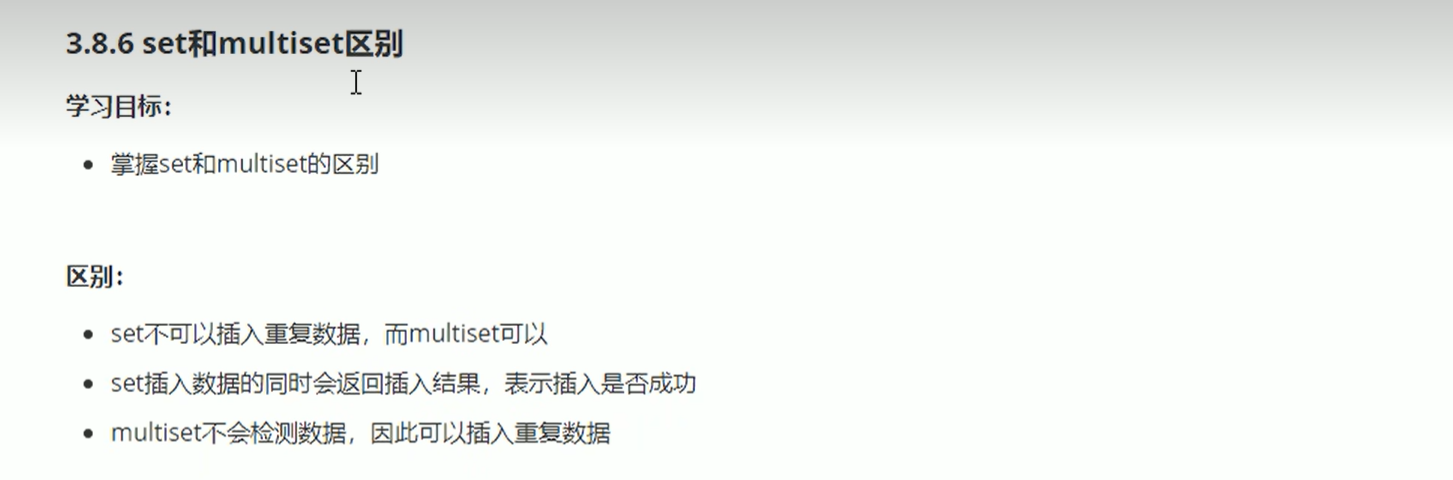 3.8.6 set和multiset区别
学习目标：
• 掌握set和multiset的区别
区别：
• set不可以插入重复数据，而multiset可以
• set插入数据的同时会返回插入结果，表示插入是否成功
• multiset不会检测数据，因此可以插入重复数据